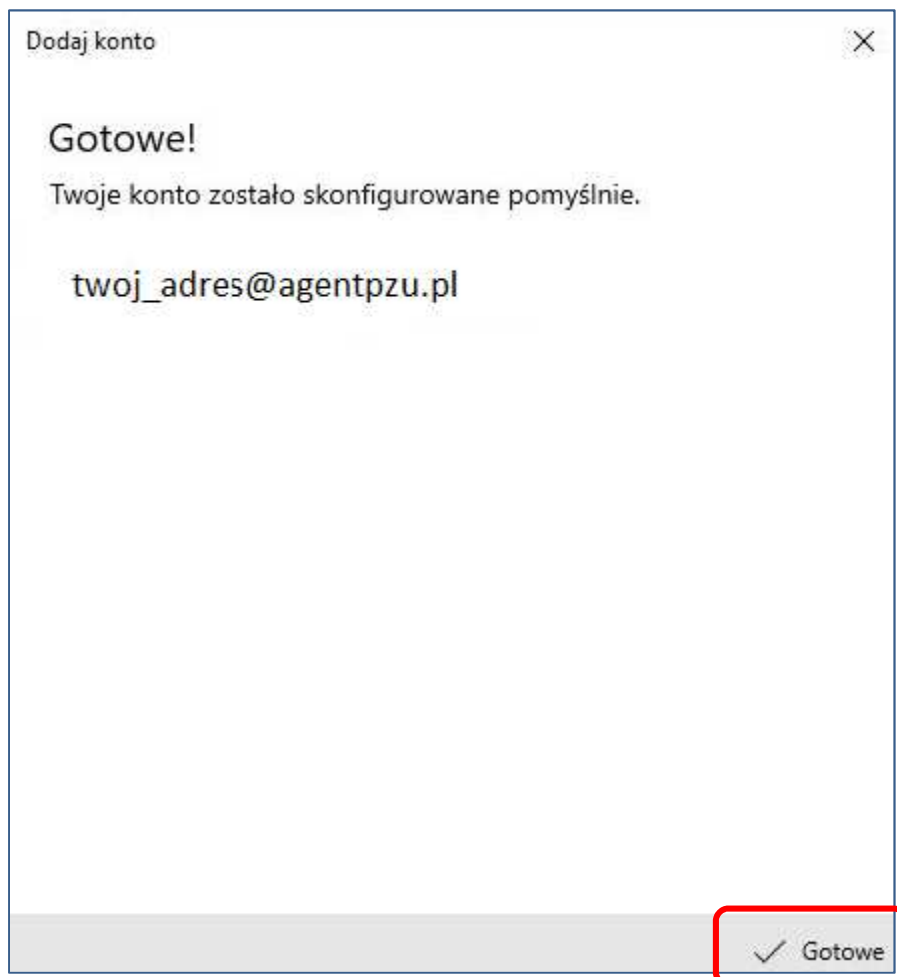 Dodaj konto
Gotowe!
Twoje konto zostało skonfigurowane pomyślnie.
twoj_adres@agentpzu.pl
Gotowe